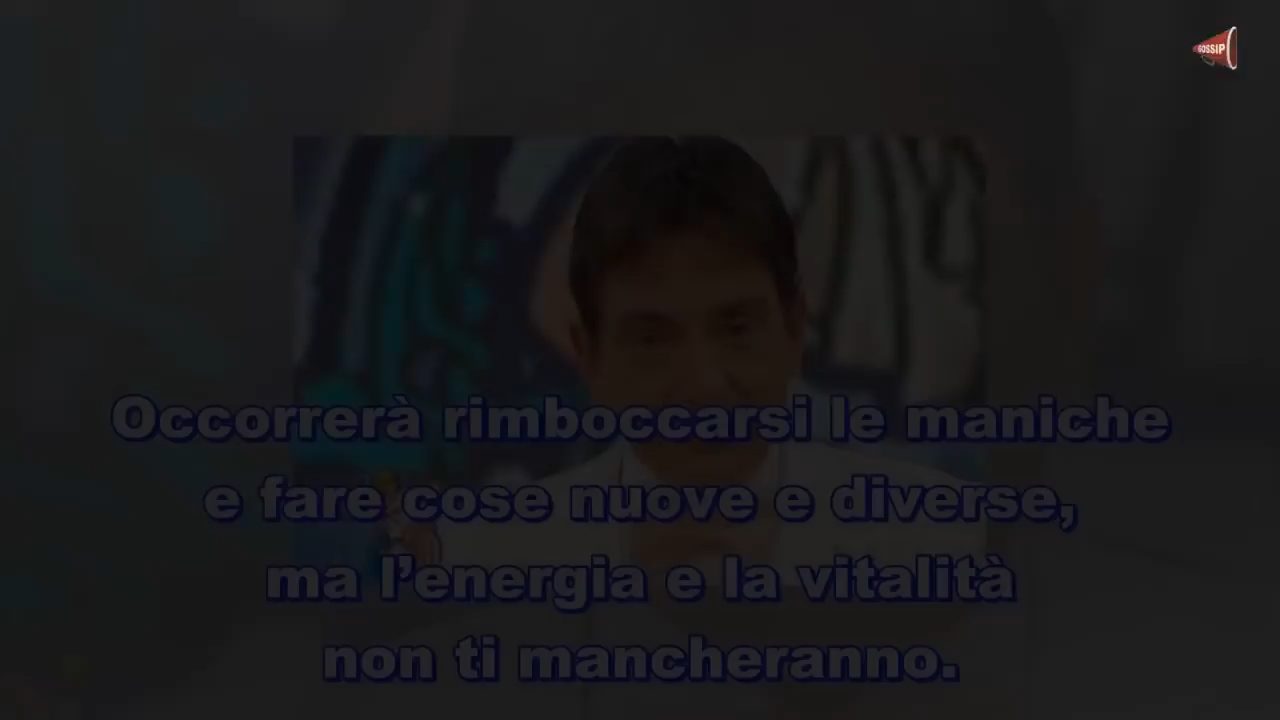 GOSSIP
Occorrerà rimboccarsi le maniche
e fare cose nuove e diverse,
ma l’energia e la vitalità
non ti mancheranno.